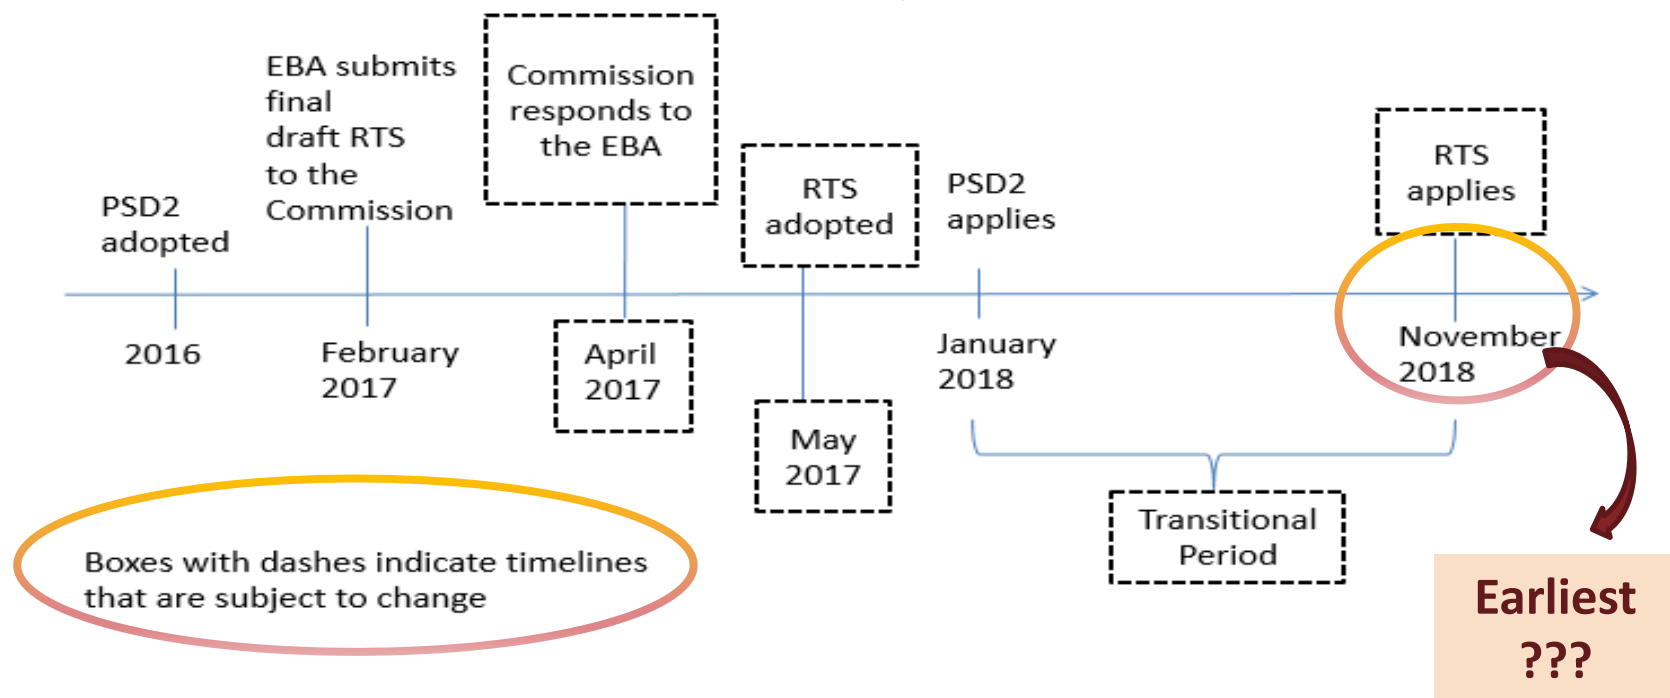 PSD2
adopted
2016
EBA submits
final
draft RTS
to the
Commission
February
2017
Commission
responds to
the EBA
April
2017
RTS
adopted
May
2017
PSD2
applies
January
2018
RTS
applies
November
2018
Transitional
Period
Boxes with dashes indicate timelines
that are subject to change
Earliest
???